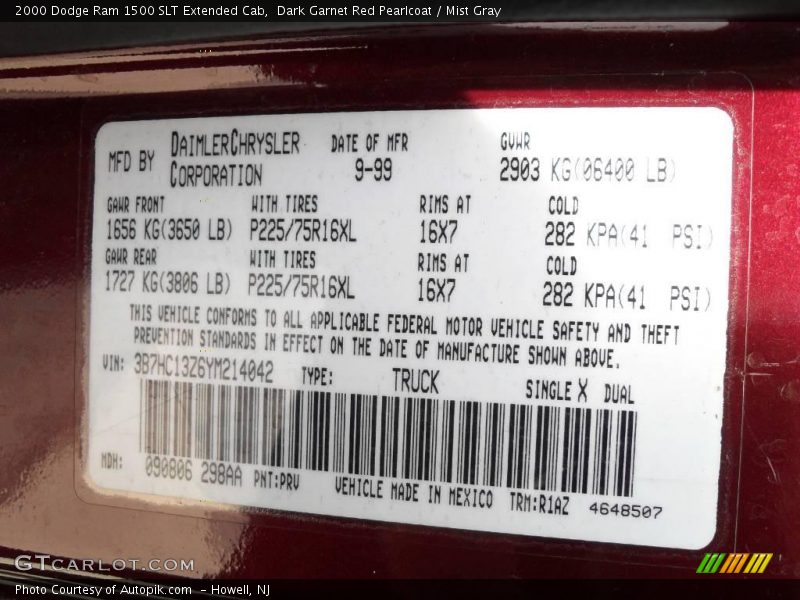 2000 Dodge Ram 1500 SLT Extended Cab,  Dark Garnet Red Pearlcoat / Mist Gray
MFD BY DAIMLERCHRYSLER CORPORATION
DATE OF MFR 9-99
GVWR 2903 KG(06400 LB)
GAWR FRONT WITH TIRES RIMS AT COLD
1656 KG(3650 LB) P225/75R16XL 16X7 282 KPA(41 PSI)
GAWR REAR WITH TIRES RIMS AT COLD
1727 KG(3806 LB) P225/75R16XL 16X7 282 KPA(41 PSI)
THIS VEHICLE CONFORMS TO ALL APPLICABLE FEDERAL MOTOR VEHICLE SAFETY AND THEFT
PREVENTION STANDARDS IN EFFECT ON THE DATE OF MANUFACTURE SHOWN ABOVE.
VIN: 3B7HC13Z6YM214042 TYPE: TRUCK SINGLE X DUAL
MDH: 090806 298AA PNT:PRV VEHICLE MADE IN MEXICO TRM:R1AZ 4648507
GTCARLOT.COM
Photo Courtesy of Autopik.com  – Howell, NJ